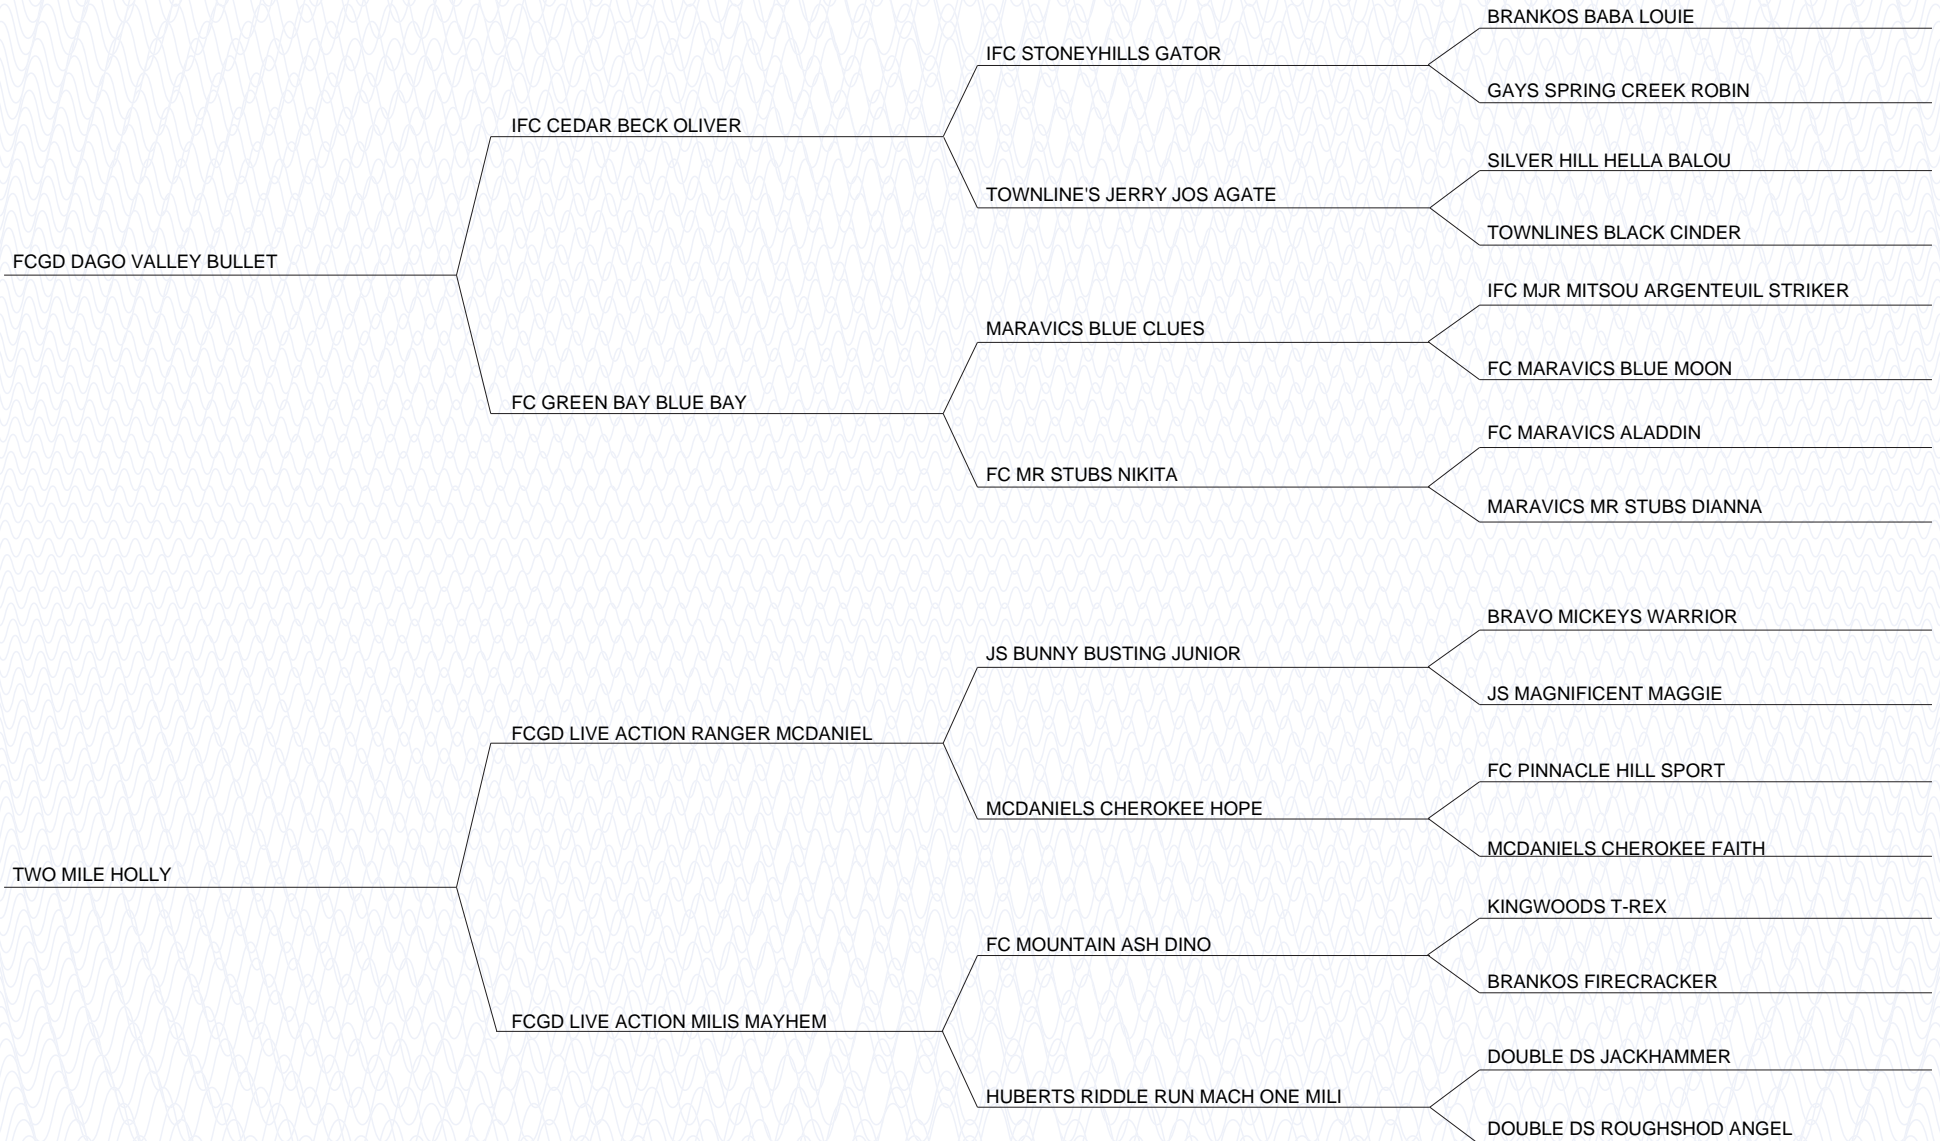 BRANKOS BABA LOUIE
IFC STONEYHILLS GATOR
GAYS SPRING CREEK ROBIN
IFC CEDAR BECK OLIVER
SILVER HILL HELLA BALOU
TOWNLINE'S JERRY JOS AGATE
TOWNLINES BLACK CINDER
FCGD DAGO VALLEY BULLET
IFC MJR MITSOU ARGENTEUIL STRIKER
MARAVICS BLUE CLUES
FC MARAVICS BLUE MOON
FC GREEN BAY BLUE BAY
FC MARAVICS ALADDIN
FC MR STUBS NIKITA
MARAVICS MR STUBS DIANNA
BRAVO MICKEYS WARRIOR
JS BUNNY BUSTING JUNIOR
JS MAGNIFICENT MAGGIE
FCGD LIVE ACTION RANGER MCDANIEL
FC PINNACLE HILL SPORT
MCDANIELS CHEROKEE HOPE
MCDANIELS CHEROKEE FAITH
TWO MILE HOLLY
KINGWOODS T-REX
FC MOUNTAIN ASH DINO
BRANKOS FIRECRACKER
FCGD LIVE ACTION MILIS MAYHEM
DOUBLE DS JACKHAMMER
HUBERTS RIDDLE RUN MACH ONE MILI
DOUBLE DS ROUGHSHOD ANGEL